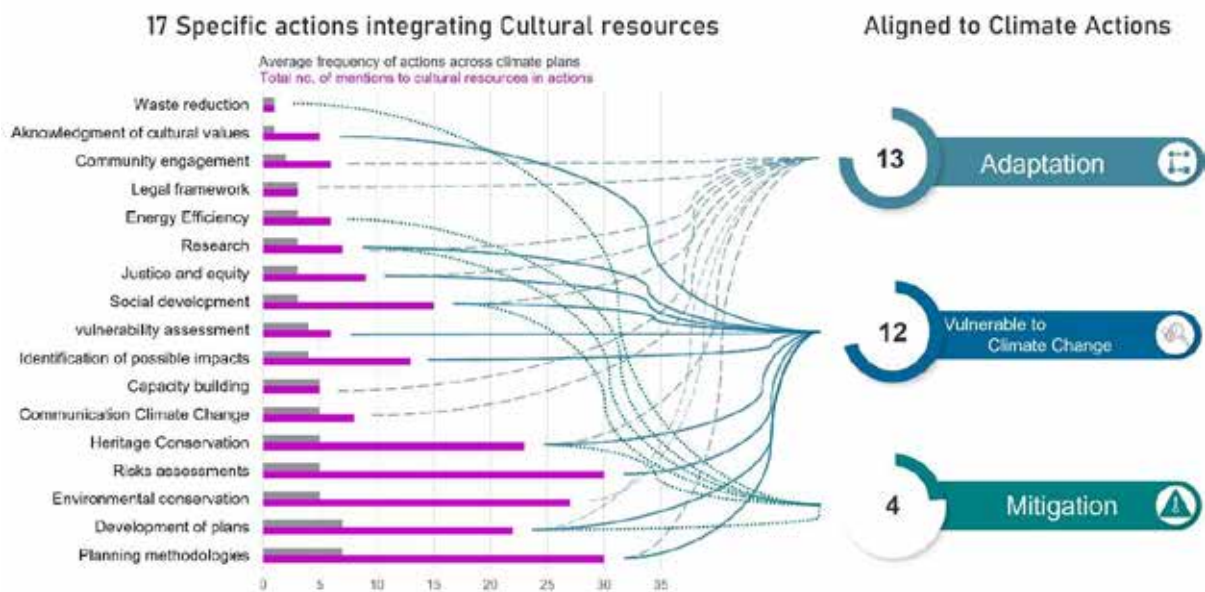 17 Specific actions integrating Cultural resources
Aligned to Climate Actions
Average frequency of actions across climate plans
Total no. of mentions to cultural resources in actions
Waste reduction
Aknowledgment of cultural values
Community engagement
Legal framework
Energy Efficiency
Research
Justice and equity
Social development
vulnerability assessment
Identification of possible impacts
Capacity building
Communication Climate Change
Heritage Conservation
Risks assessments
Environmental conservation
Development of plans
Planning methodologies
0 5 10 15 20 25 30 35
13 Adaptation
12 Vulnerable to
Climate Change
4 Mitigation